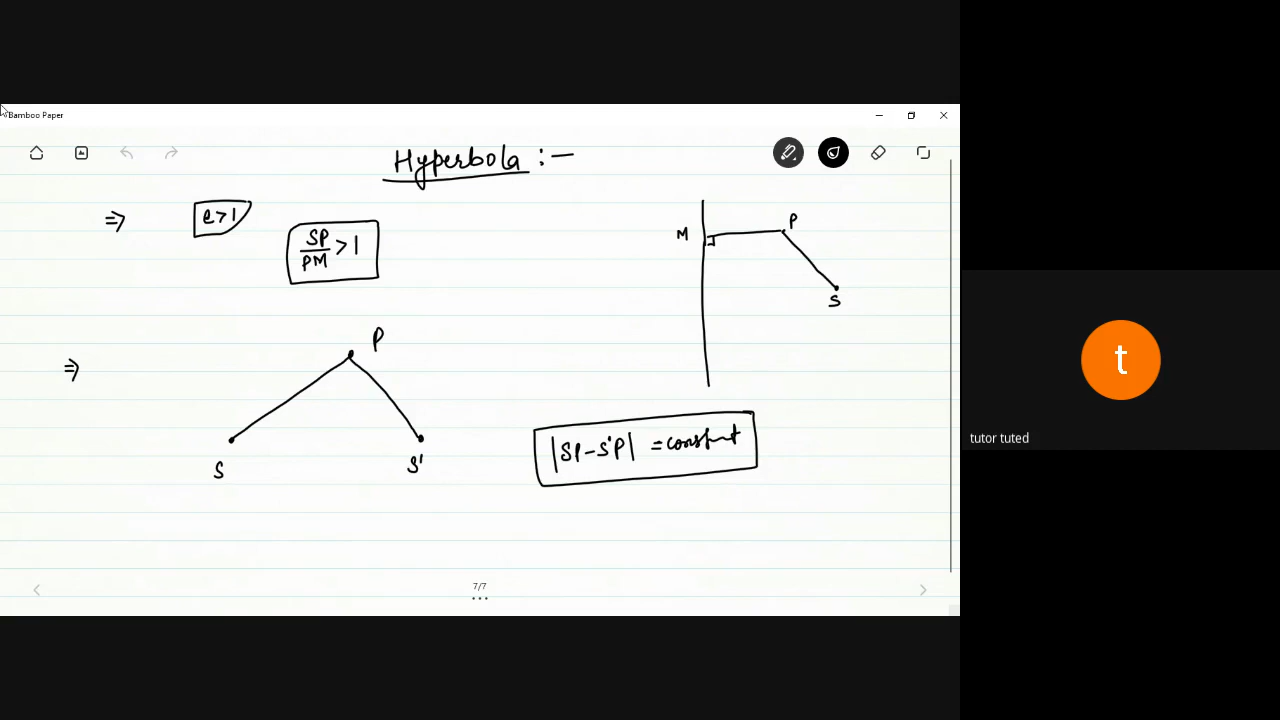 Bamboo Paper
Hyperbola :—
⇒ e>1
SP/PM >1
M P
S
⇒ P
S S'
|SP-S'P| = constant
7/7
t
tutor tuted